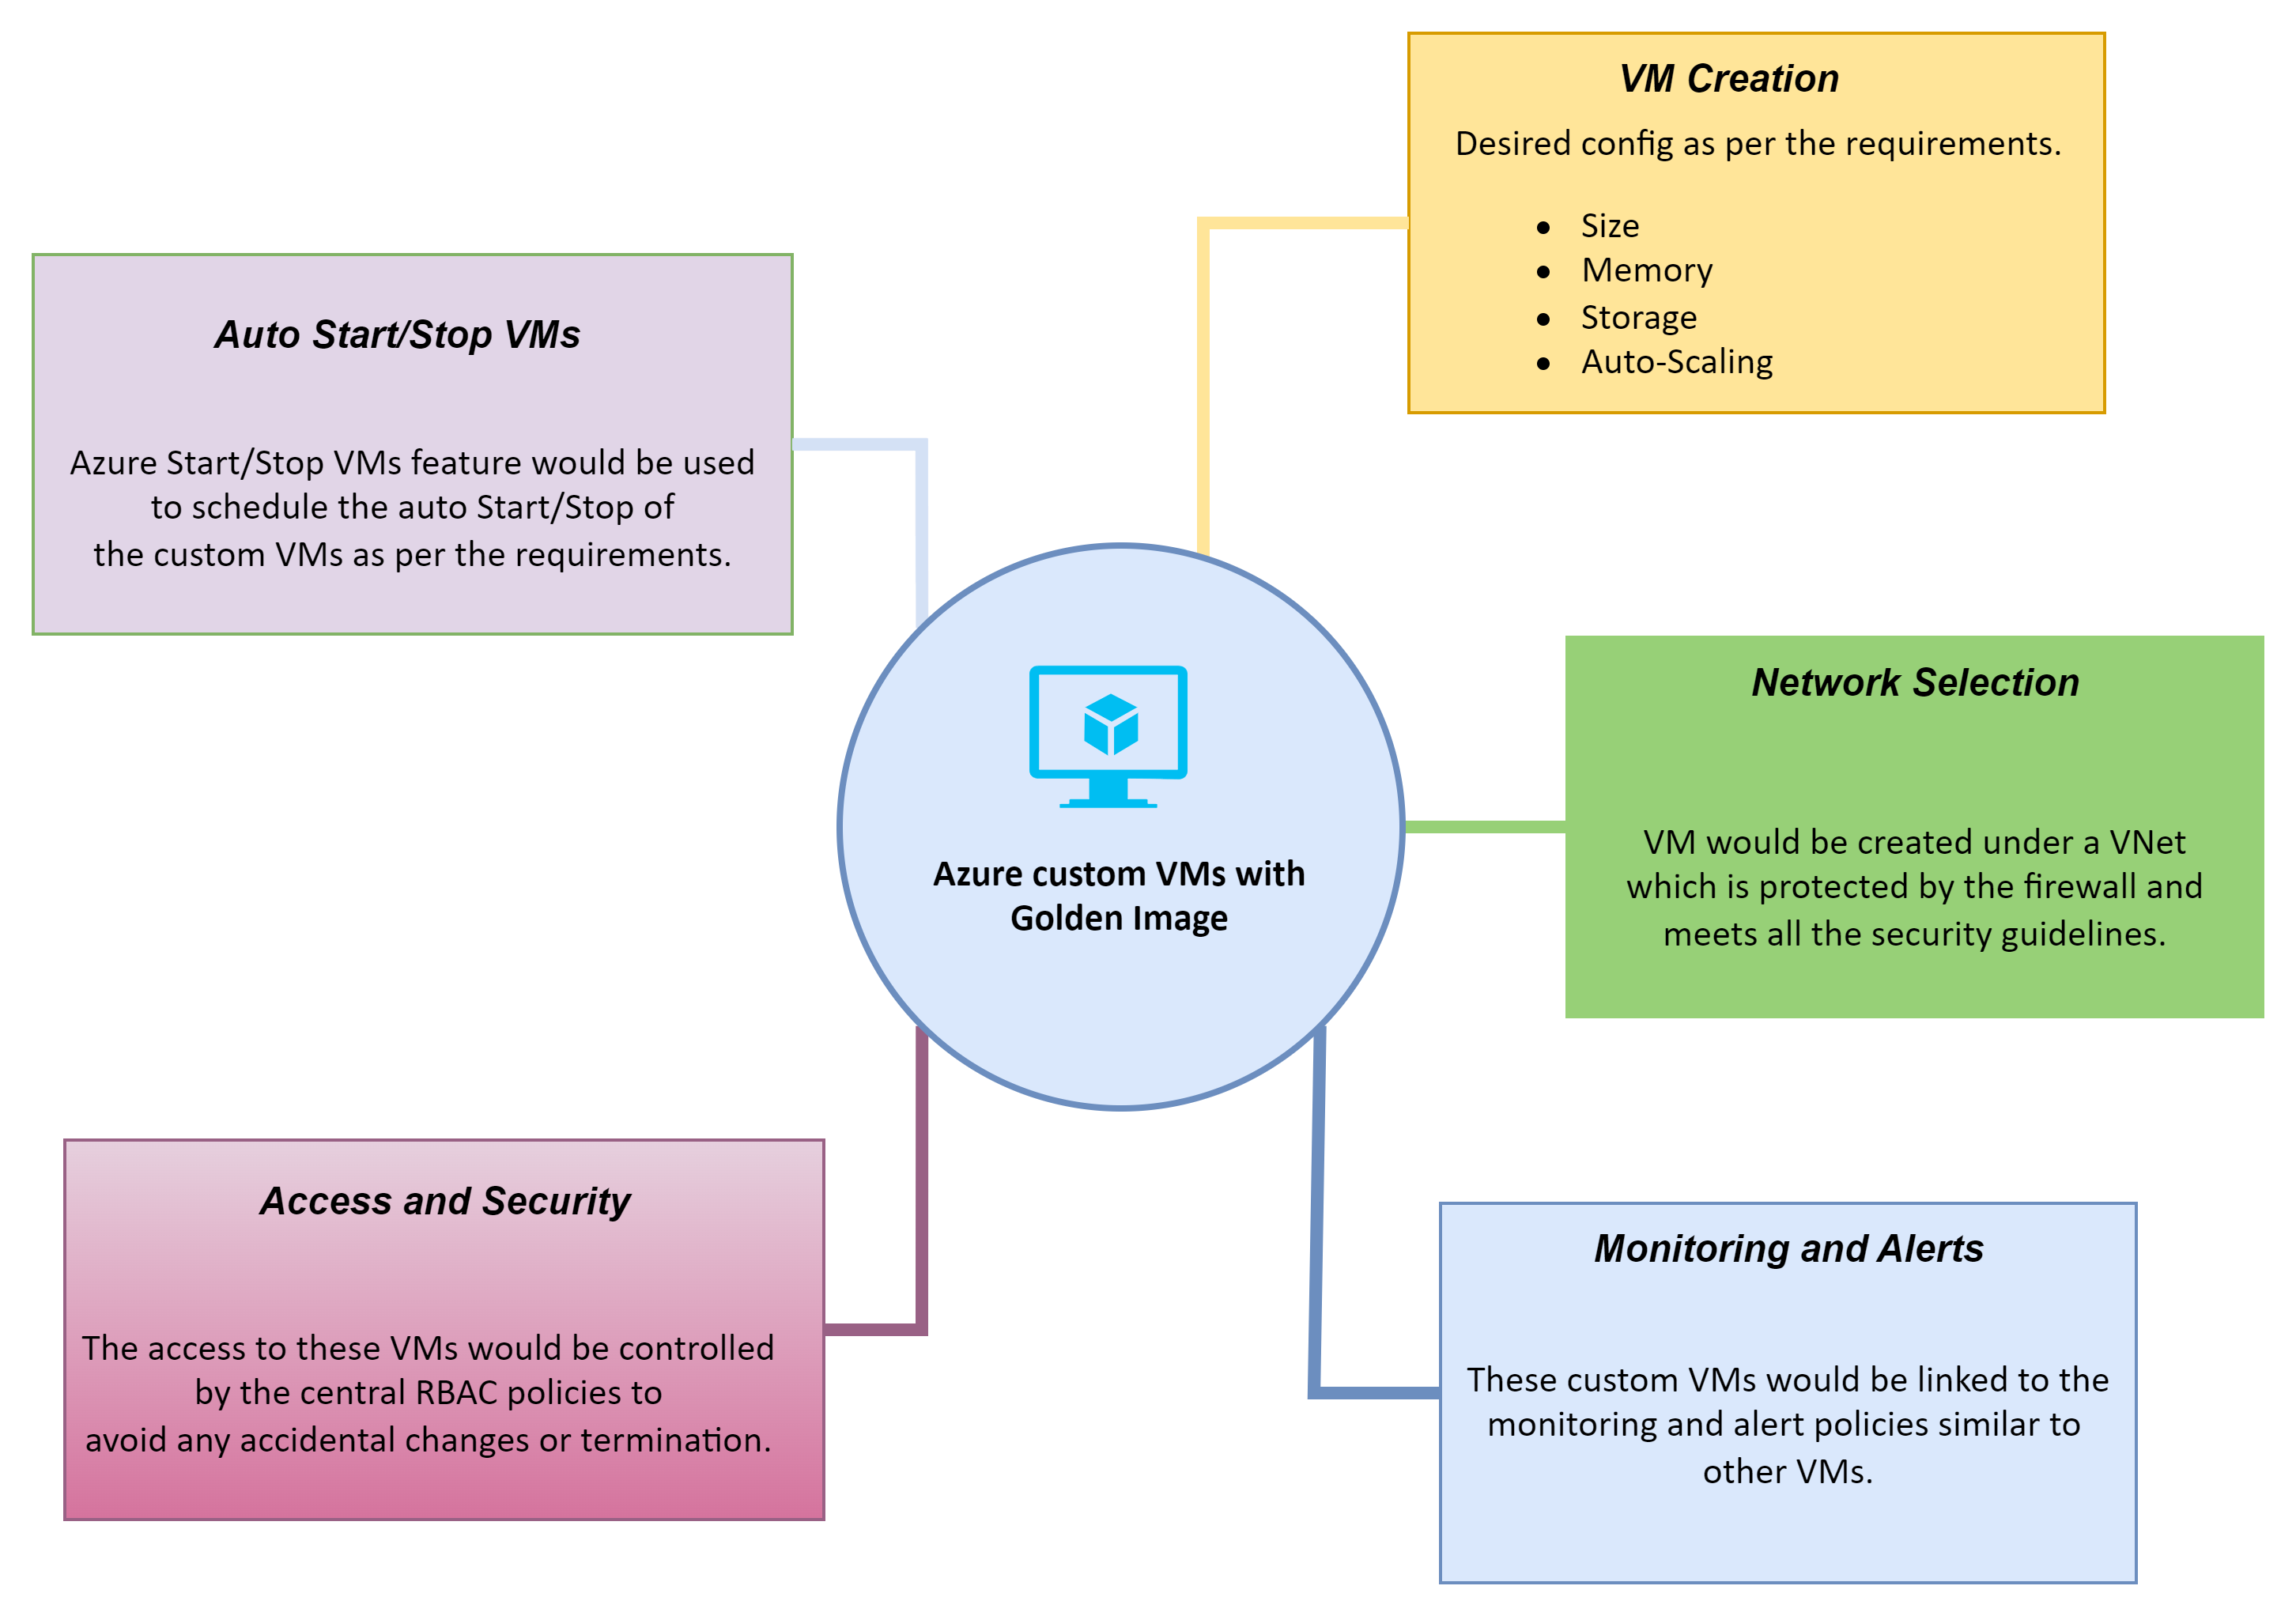 VM Creation
Desired config as per the requirements.
• Size
• Memory
• Storage
• Auto-Scaling
Auto Start/Stop VMs
Azure Start/Stop VMs feature would be used
to schedule the auto Start/Stop of
the custom VMs as per the requirements.
Azure custom VMs with
Golden Image
Network Selection
VM would be created under a VNet
which is protected by the firewall and
meets all the security guidelines.
Access and Security
The access to these VMs would be controlled
by the central RBAC policies to
avoid any accidental changes or termination.
Monitoring and Alerts
These custom VMs would be linked to the
monitoring and alert policies similar to
other VMs.